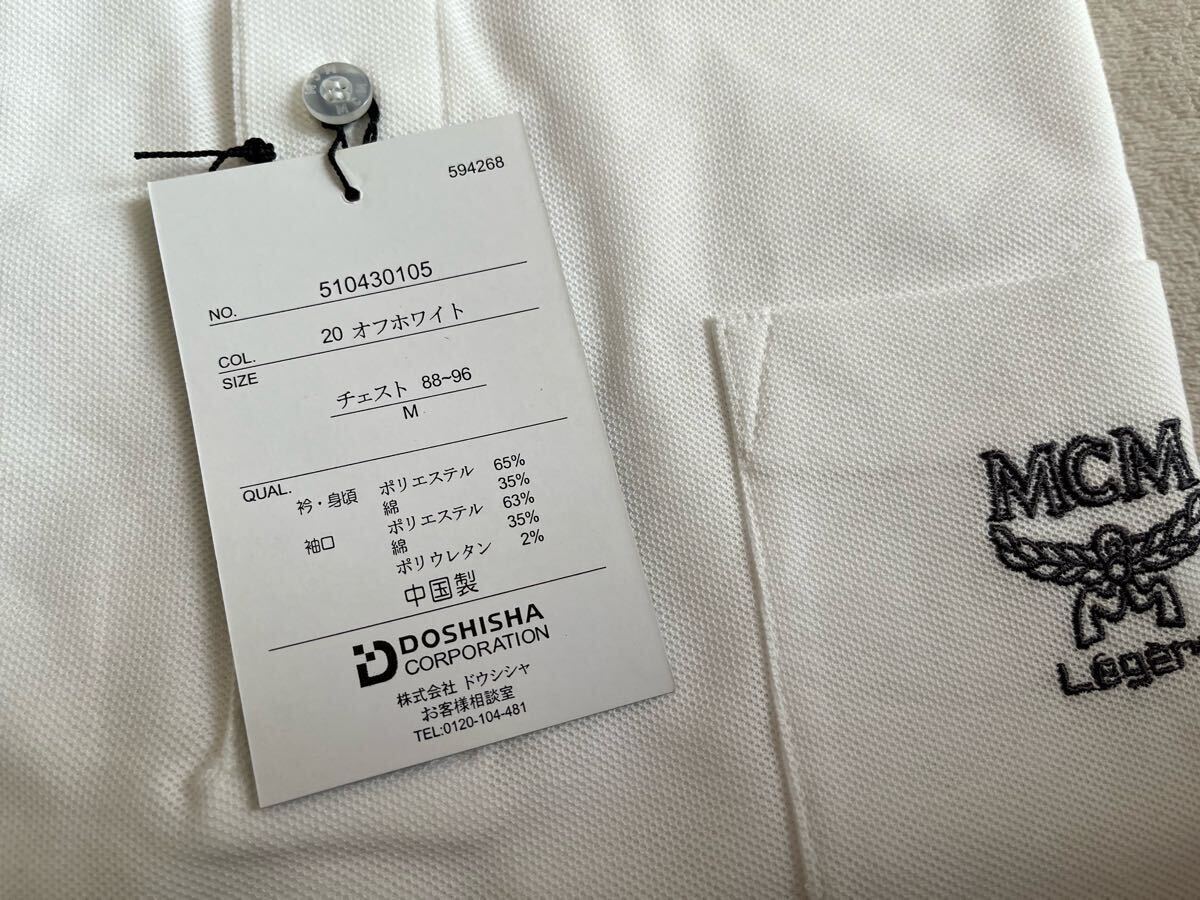 594268
NO. 510430105
COL. 20 オフホワイト
SIZE
チェスト 88~96
M
QUAL.
衿・身頃 ポリエステル 65%
綿 35%
袖口 ポリエステル 63%
綿 35%
ポリウレタン 2%
中国製
DOSHISHA
CORPORATION
株式会社 ドウシシャ
お客様相談室
TEL:0120-104-481
MCM
Légèr